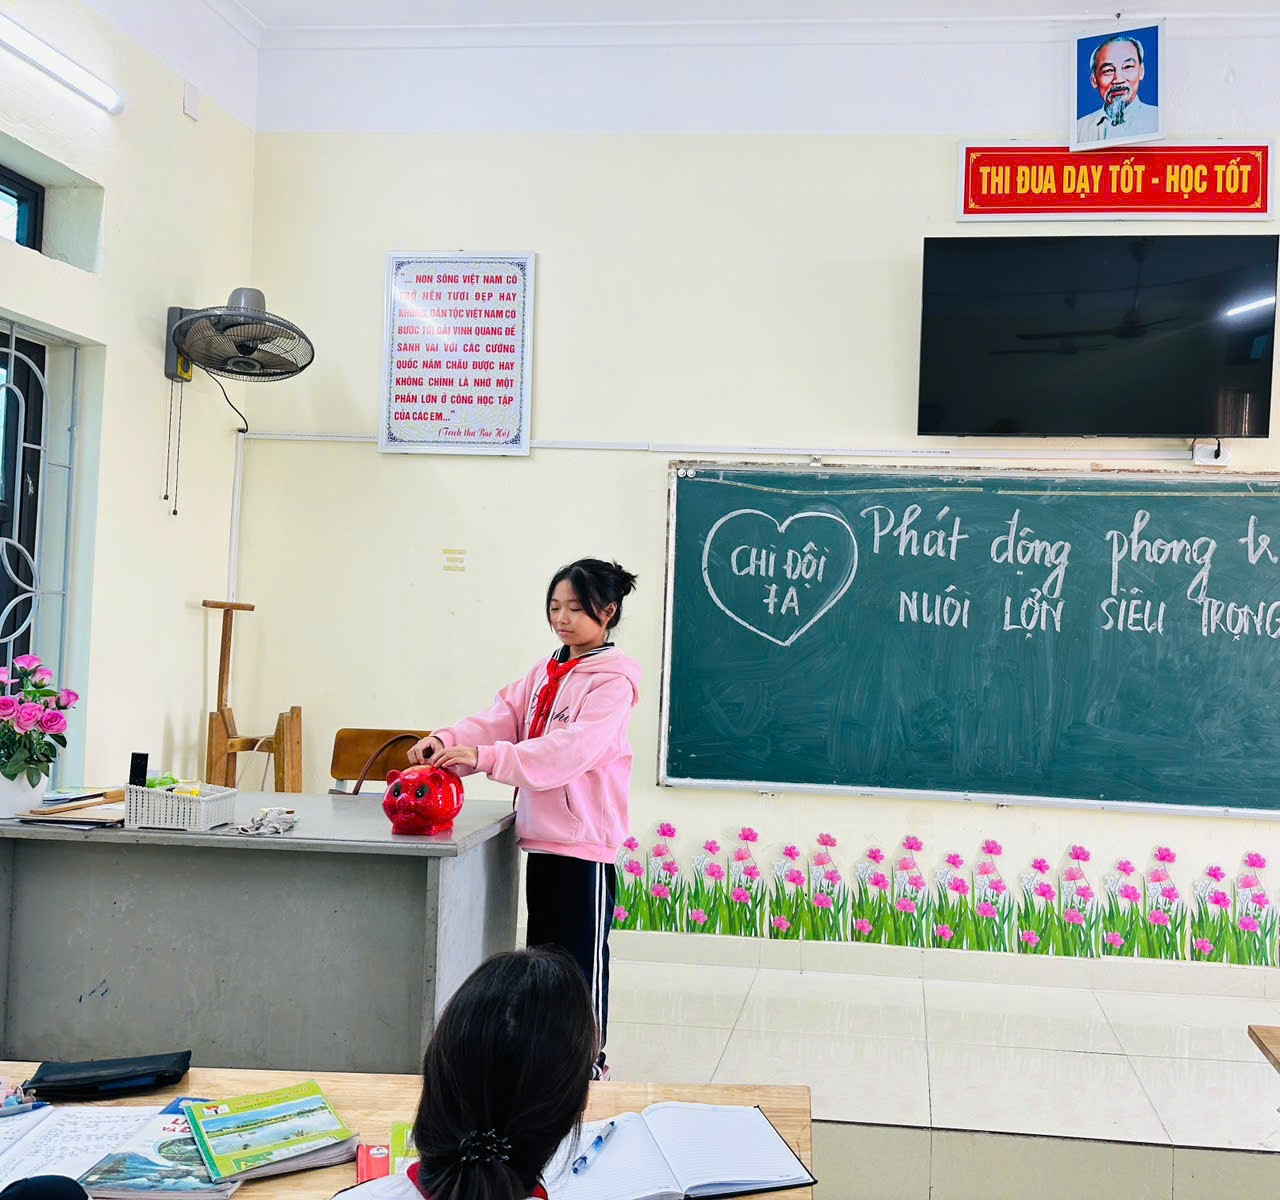 THI ĐUA DẠY TỐT - HỌC TỐT
"... NON SÔNG VIỆT NAM CÓ
TRỞ NÊN TƯƠI ĐẸP HAY
KHÔNG, DÂN TỘC VIỆT NAM CÓ
BƯỚC TỚI ĐÀI VINH QUANG ĐỂ
SÁNH VAI VỚI CÁC CƯỜNG
QUỐC NĂM CHÂU ĐƯỢC HAY
KHÔNG CHÍNH LÀ NHỜ MỘT
PHẦN LỚN Ở CÔNG HỌC TẬP
CỦA CÁC EM..."
(Trích thư Bác Hồ)
CHI ĐỘI
7A
Phát động phong
NUÔI LỢN SIÊU TRỌNG